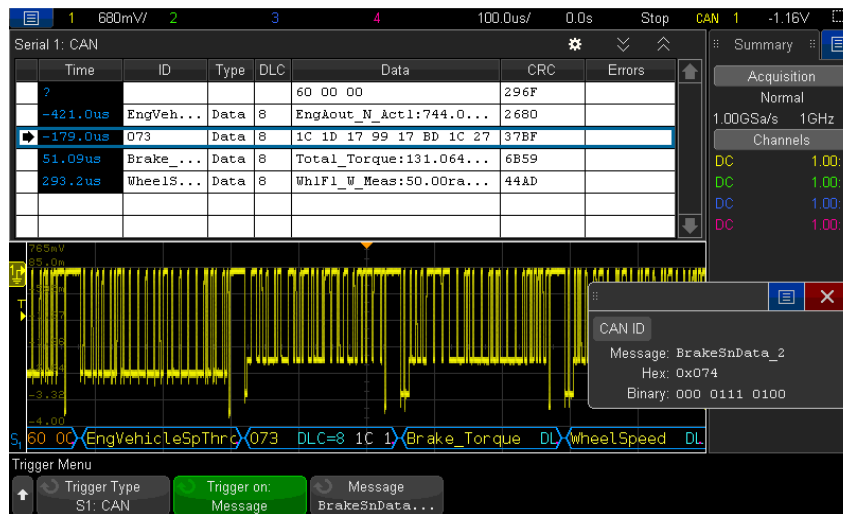 1 680mV/ 2 3 4 100.0us/ 0.0s Stop CAN 1 -1.16V
Serial 1: CAN
Summary
Time ID Type DLC Data CRC Errors
? 60 00 00 296F
-421.0us EngVeh... Data 8 EngAout_N_Actl:744.0... 2680
-179.0us 073 Data 8 1C 1D 17 99 17 BD 1C 27 37BF
51.09us Brake_... Data 8 Total_Torque:131.064... 6B59
293.2us WheelS... Data 8 WhlFl_W_Meas:50.00ra... 44AD
Acquisition
Normal
1.00GSa/s 1GHz
Channels
DC 1.00:
DC 1.00:
DC 1.00:
DC 1.00:
765mV
85.0m
-3.32
-4.00
T
CAN ID
Message: BrakeSnData_2
Hex: 0x074
Binary: 000 0111 0100
S1 60 00 EngVehicleSpThrc 073 DLC=8 1C 1 Brake_Torque DL WheelSpeed DL
Trigger Menu
Trigger Type
S1: CAN
Trigger on:
Message
Message
BrakeSnData...